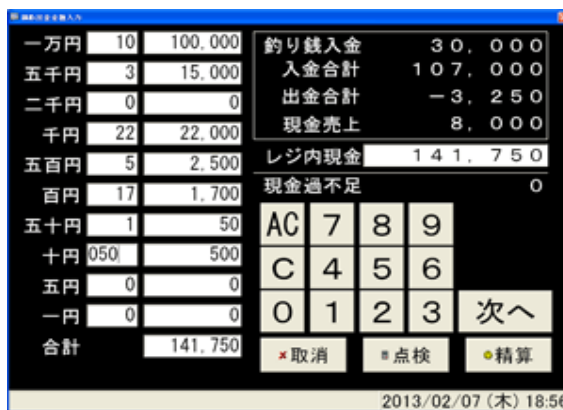 一万円 10 100,000
五千円 3 15,000
二千円 0 0
千円 22 22,000
五百円 5 2,500
百円 17 1,700
五十円 1 50
十円 050 500
五円 0 0
一円 0 0
合計 141,750
釣り銭入金 30,000
入金合計 107,000
出金合計 -3,250
現金売上 8,000
レジ内現金 141,750
現金過不足 0
AC 7 8 9
C 4 5 6
0 1 2 3 次へ
取消 点検 精算
2013/02/07 (木) 18:56